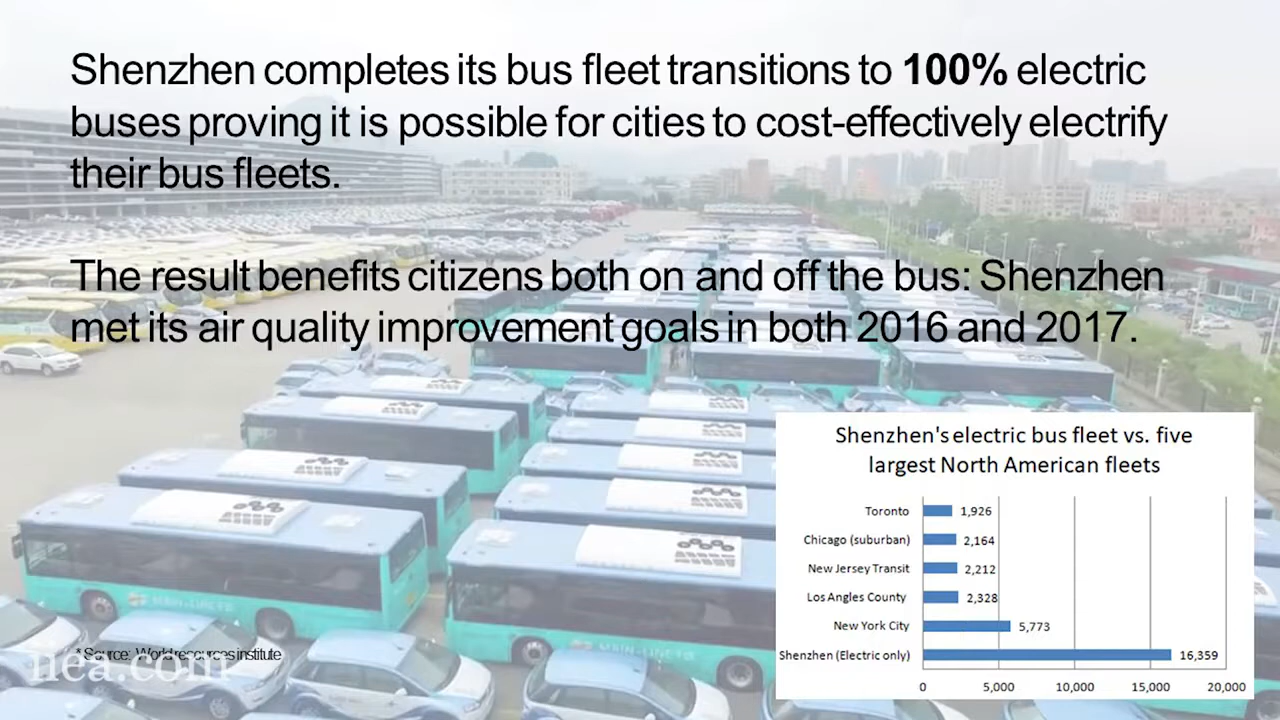 Shenzhen completes its bus fleet transitions to 100% electric
buses proving it is possible for cities to cost-effectively electrify
their bus fleets.
The result benefits citizens both on and off the bus: Shenzhen
met its air quality improvement goals in both 2016 and 2017.
Shenzhen's electric bus fleet vs. five
largest North American fleets
Toronto 1,926
Chicago (suburban) 2,164
New Jersey Transit 2,212
Los Angles County 2,328
New York City 5,773
Shenzhen (Electric only) 16,359
0 5,000 10,000 15,000 20,000
* Source: World recources institute